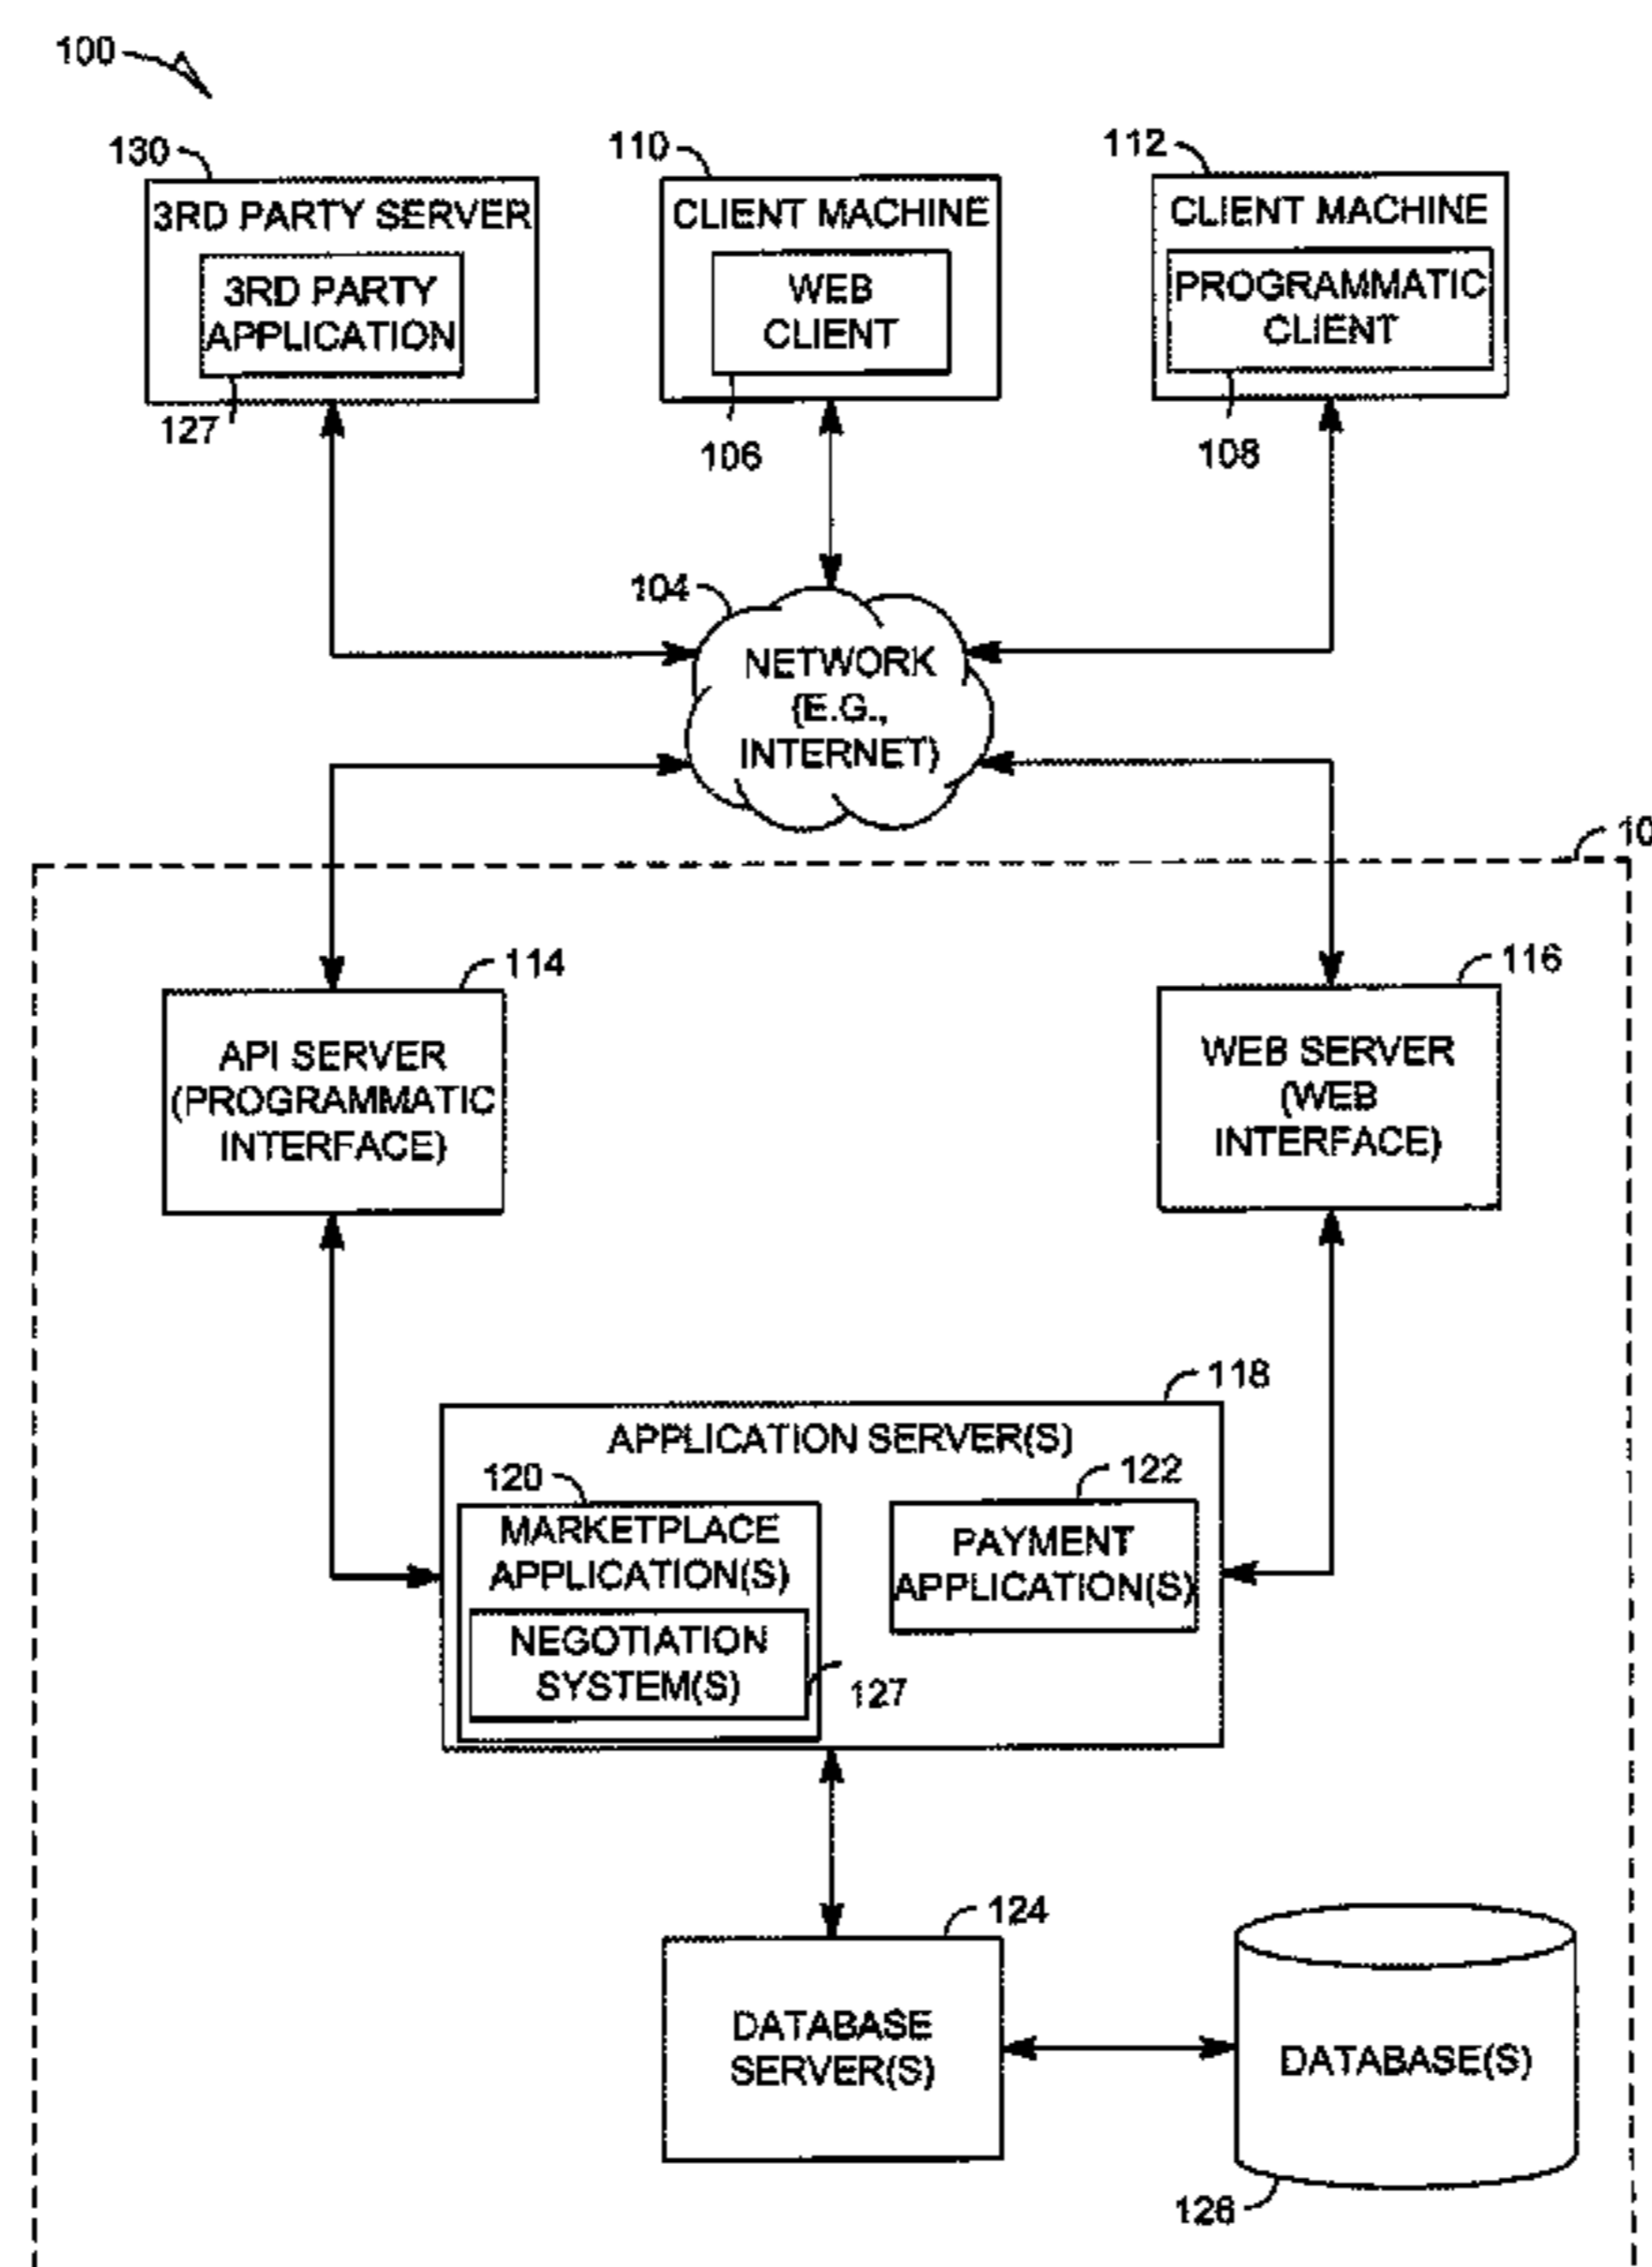 100
130
3RD PARTY SERVER
3RD PARTY
APPLICATION
127
110
CLIENT MACHINE
WEB
CLIENT
106
112
CLIENT MACHINE
PROGRAMMATIC
CLIENT
108
104
NETWORK
(E.G.,
INTERNET)
114
API SERVER
(PROGRAMMATIC
INTERFACE)
116
WEB SERVER
(WEB
INTERFACE)
118
APPLICATION SERVER(S)
120
MARKETPLACE
APPLICATION(S)
NEGOTIATION
SYSTEM(S)
127
122
PAYMENT
APPLICATION(S)
124
DATABASE
SERVER(S)
DATABASE(S)
126